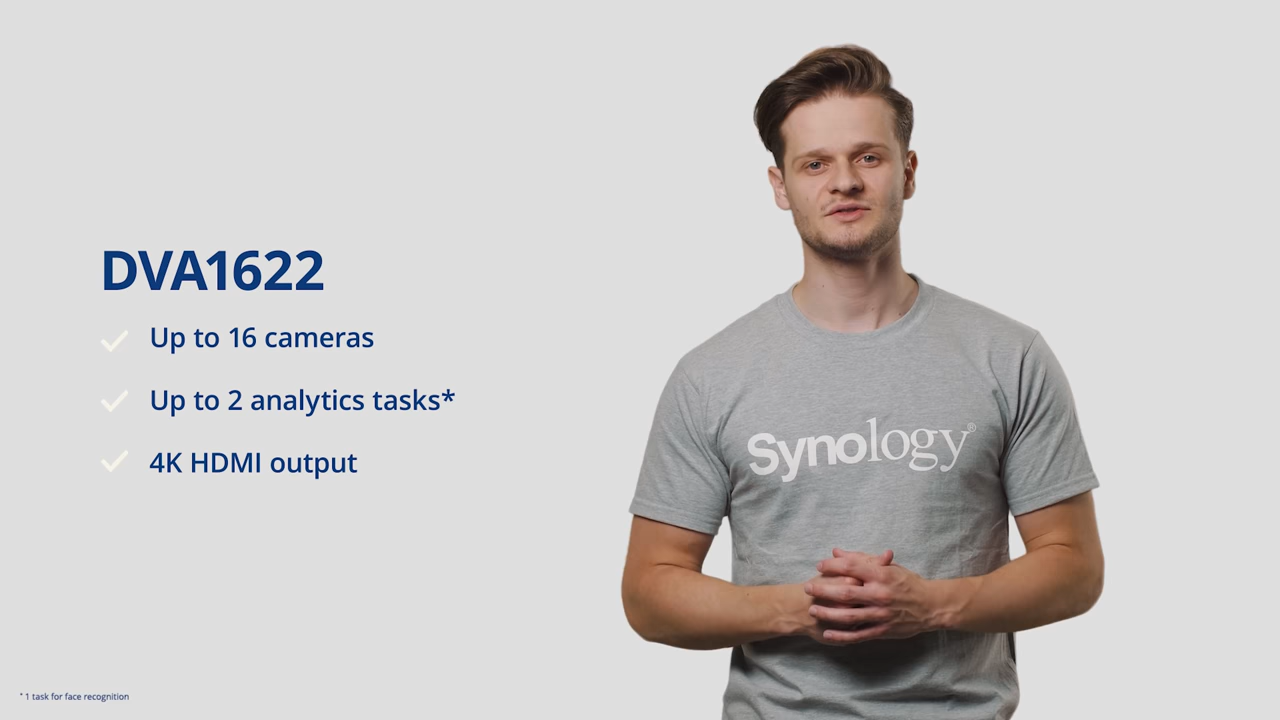 DVA1622
Up to 16 cameras
Up to 2 analytics tasks*
4K HDMI output
Synology®
* 1 task for face recognition